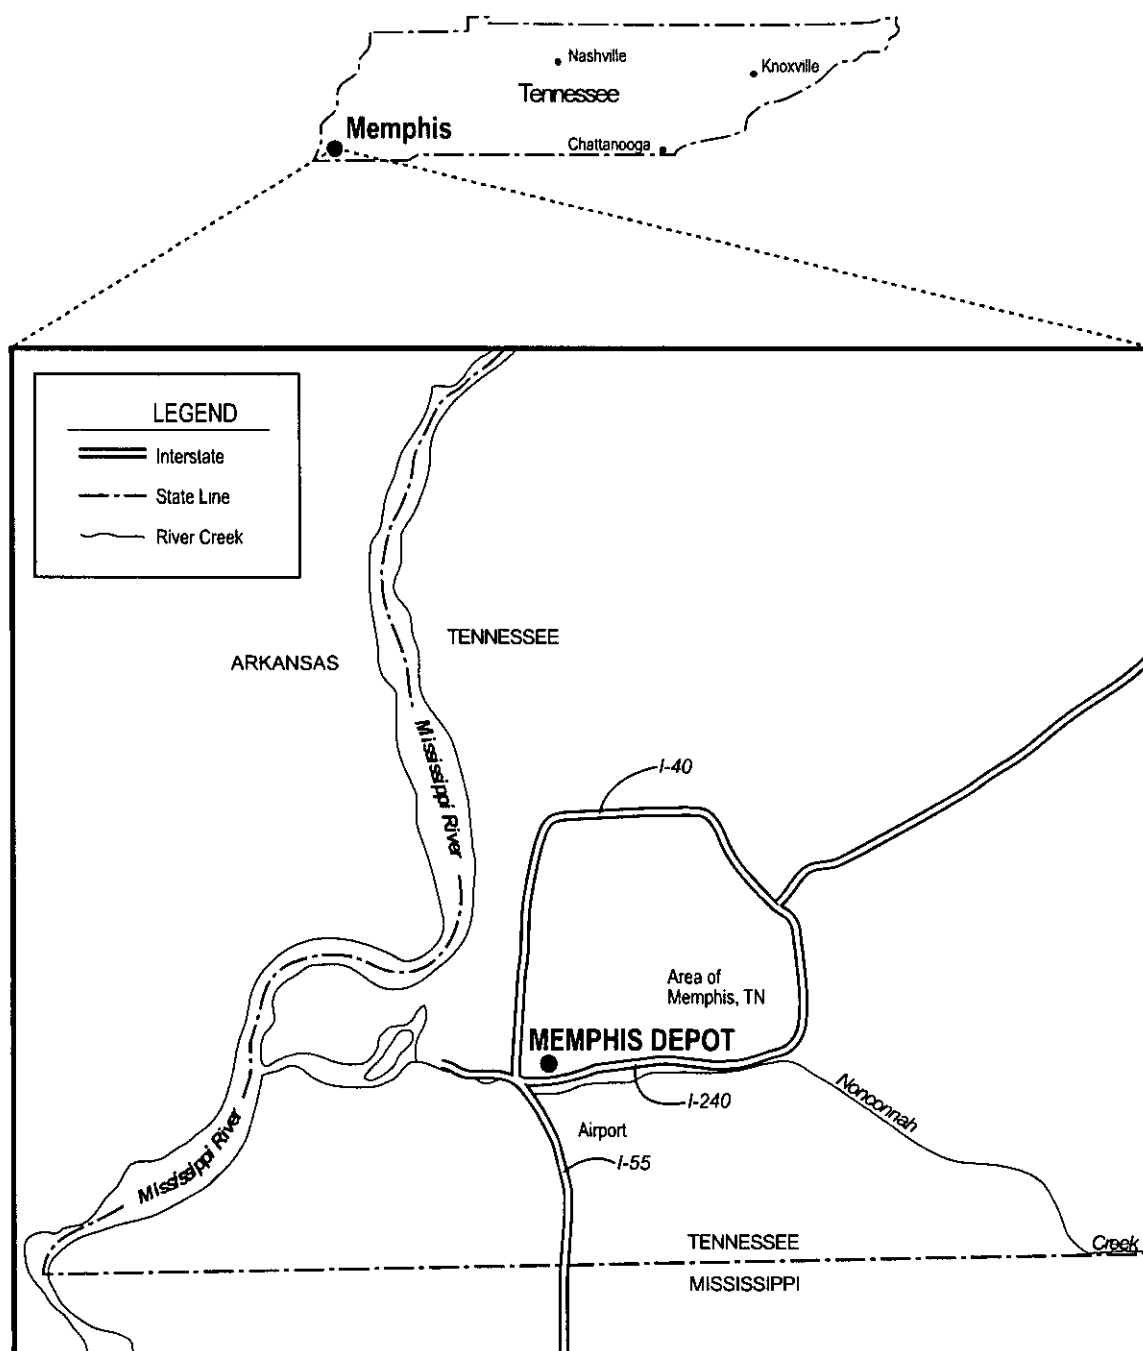 Nashville
Knoxville
Tennessee
Memphis
Chattanooga
LEGEND
Interstate
State Line
River Creek
TENNESSEE
ARKANSAS
Mississippi River
I-40
Area of
Memphis, TN
MEMPHIS DEPOT
I-240
Nonconnah
Airport
I-55
Mississippi River
TENNESSEE
Creek
MISSISSIPPI